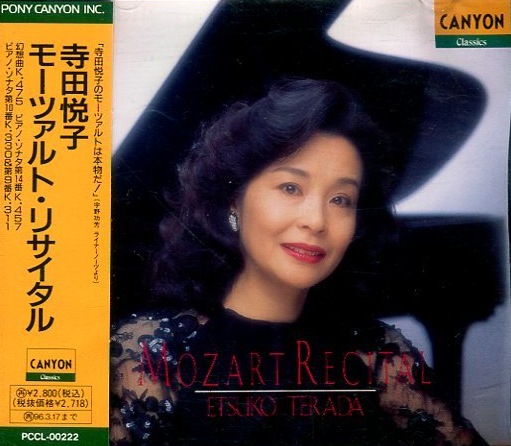 PONY CANYON INC.
寺田悦子
モーツァルト・リサイタル
幻想曲K.475 ピアノ・ソナタ第14番K.457
ピアノ・ソナタ第10番K.330&第9番K.311
「寺田悦子のモーツァルトは本物だ!」(宇野功芳 ライナーノーツより)
CANYON
Classics
¥2,800(税込)
(税抜価格¥2,718)
96.3.17まで
PCCL-00222
CANYON
Classics
MOZART RECITAL
ETSUKO TERADA